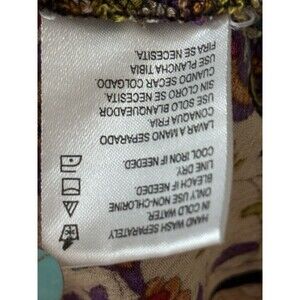 HAND WASH SEPARATELY
IN COLD WATER.
ONLY USE NON-CHLORINE
BLEACH IF NEEDED.
LINE DRY.
COOL IRON IF NEEDED.
LAVAR A MANO SEPARADO
CONAQUA FRIA
USE SOLO BLANQUEADOR
SIN CLORO SE NECESITA.
CUANDO SECAR COLGADO.
USE PLANCHA TIBIA
FIRA SE NECESITA.